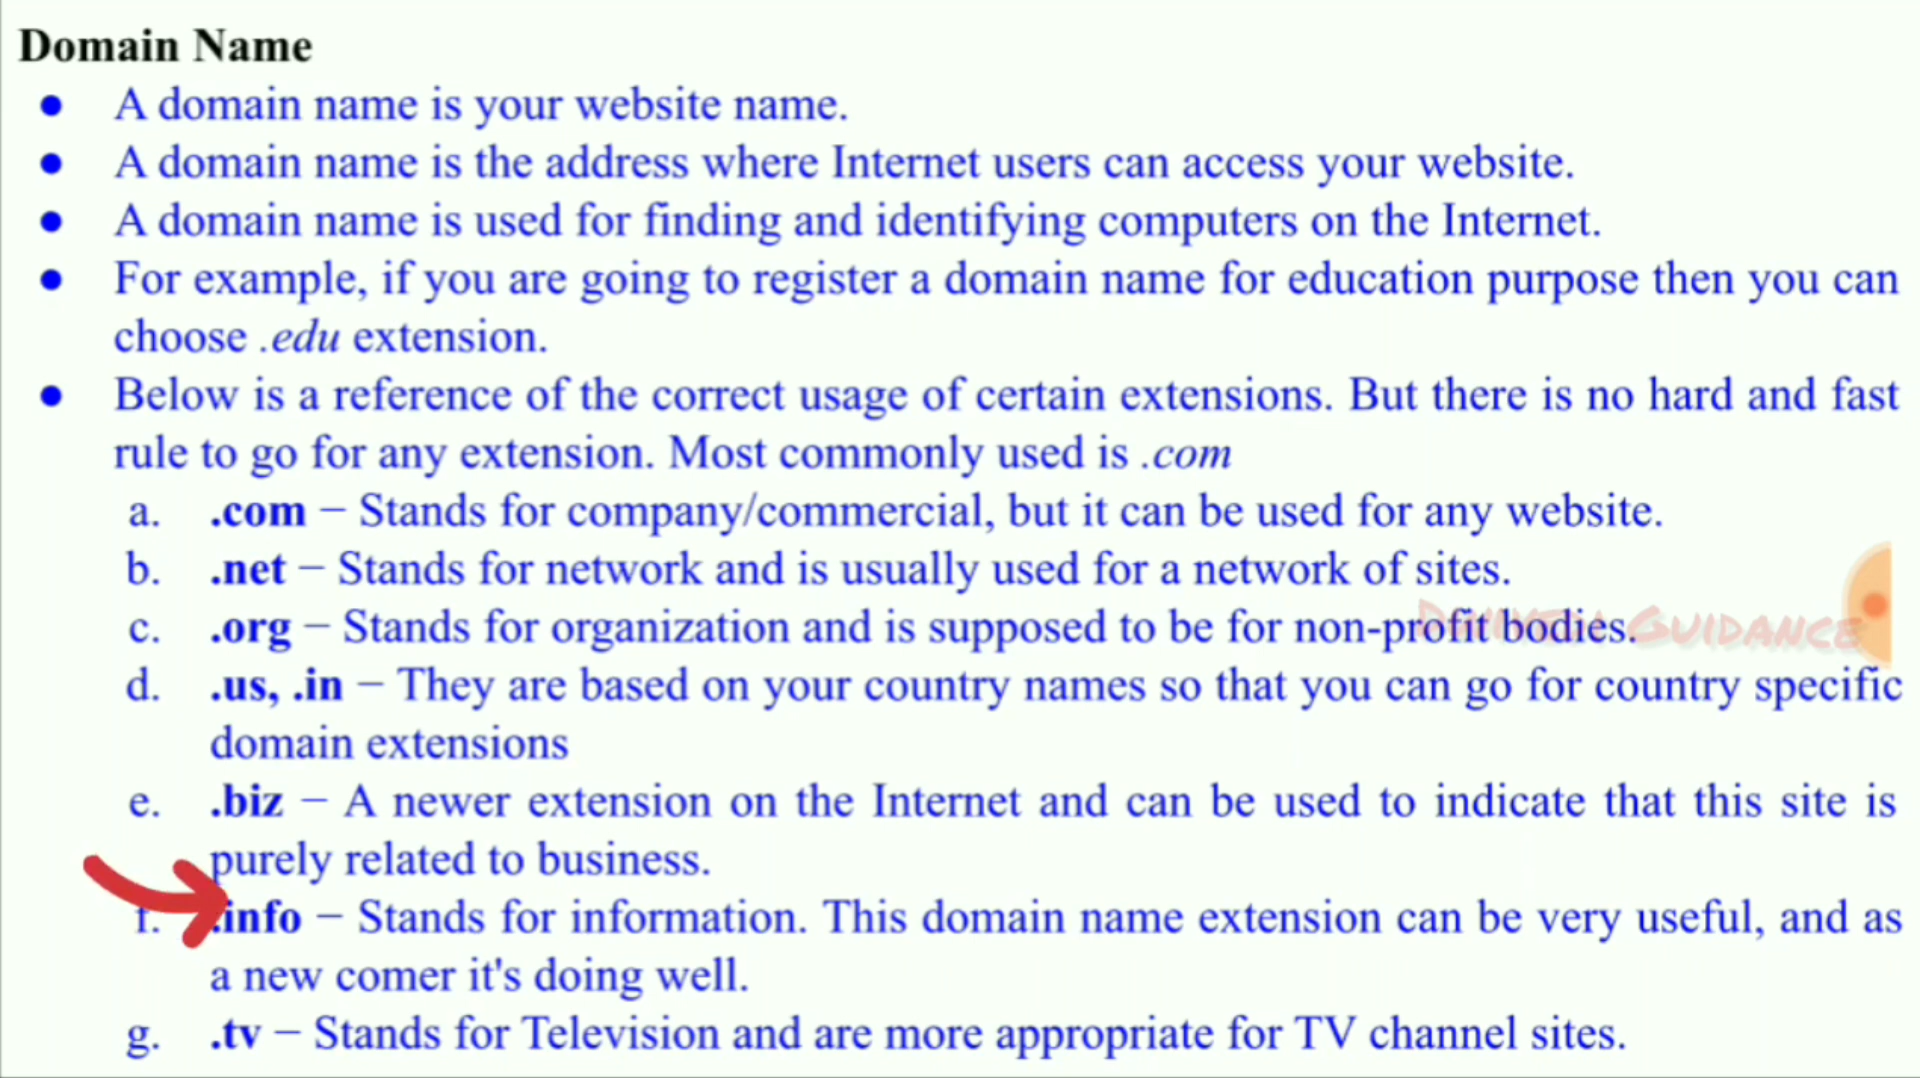 Domain Name
● A domain name is your website name.
● A domain name is the address where Internet users can access your website.
● A domain name is used for finding and identifying computers on the Internet.
● For example, if you are going to register a domain name for education purpose then you can
choose .edu extension.
● Below is a reference of the correct usage of certain extensions. But there is no hard and fast
rule to go for any extension. Most commonly used is .com
a. .com − Stands for company/commercial, but it can be used for any website.
b. .net − Stands for network and is usually used for a network of sites.
c. .org − Stands for organization and is supposed to be for non-profit bodies.
Guidance
d. .us, .in − They are based on your country names so that you can go for country specific
domain extensions
e. .biz − A newer extension on the Internet and can be used to indicate that this site is
purely related to business.
f. .info − Stands for information. This domain name extension can be very useful, and as
a new comer it's doing well.
g. .tv − Stands for Television and are more appropriate for TV channel sites.